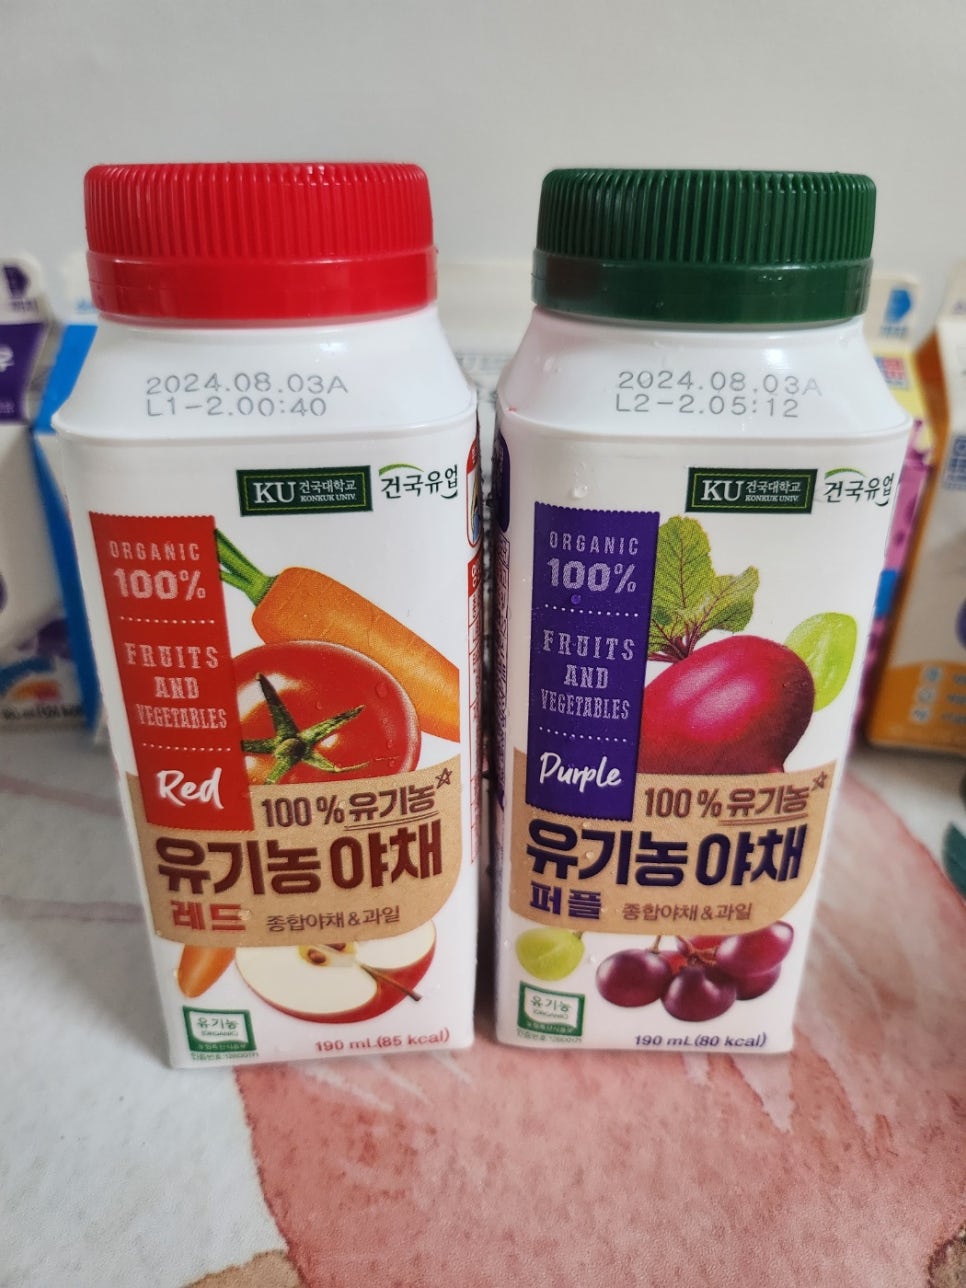 2024.08.03A
L1-2.00:40
KU 건국대학교
KONKUK UNIV.
건국유업
ORGANIC
100%
FRUITS
AND
VEGETABLES
Red
100% 유기농
유기농 야채
레드 종합야채&과일
유기농
(ORGANIC)
190 mL (85 kcal)
2024.08.03A
L2-2.05:12
KU 건국대학교
KONKUK UNIV.
건국유업
ORGANIC
100%
FRUITS
AND
VEGETABLES
Purple
100% 유기농
유기농 야채
퍼플 종합야채&과일
유기농
(ORGANIC)
190 mL (80 kcal)